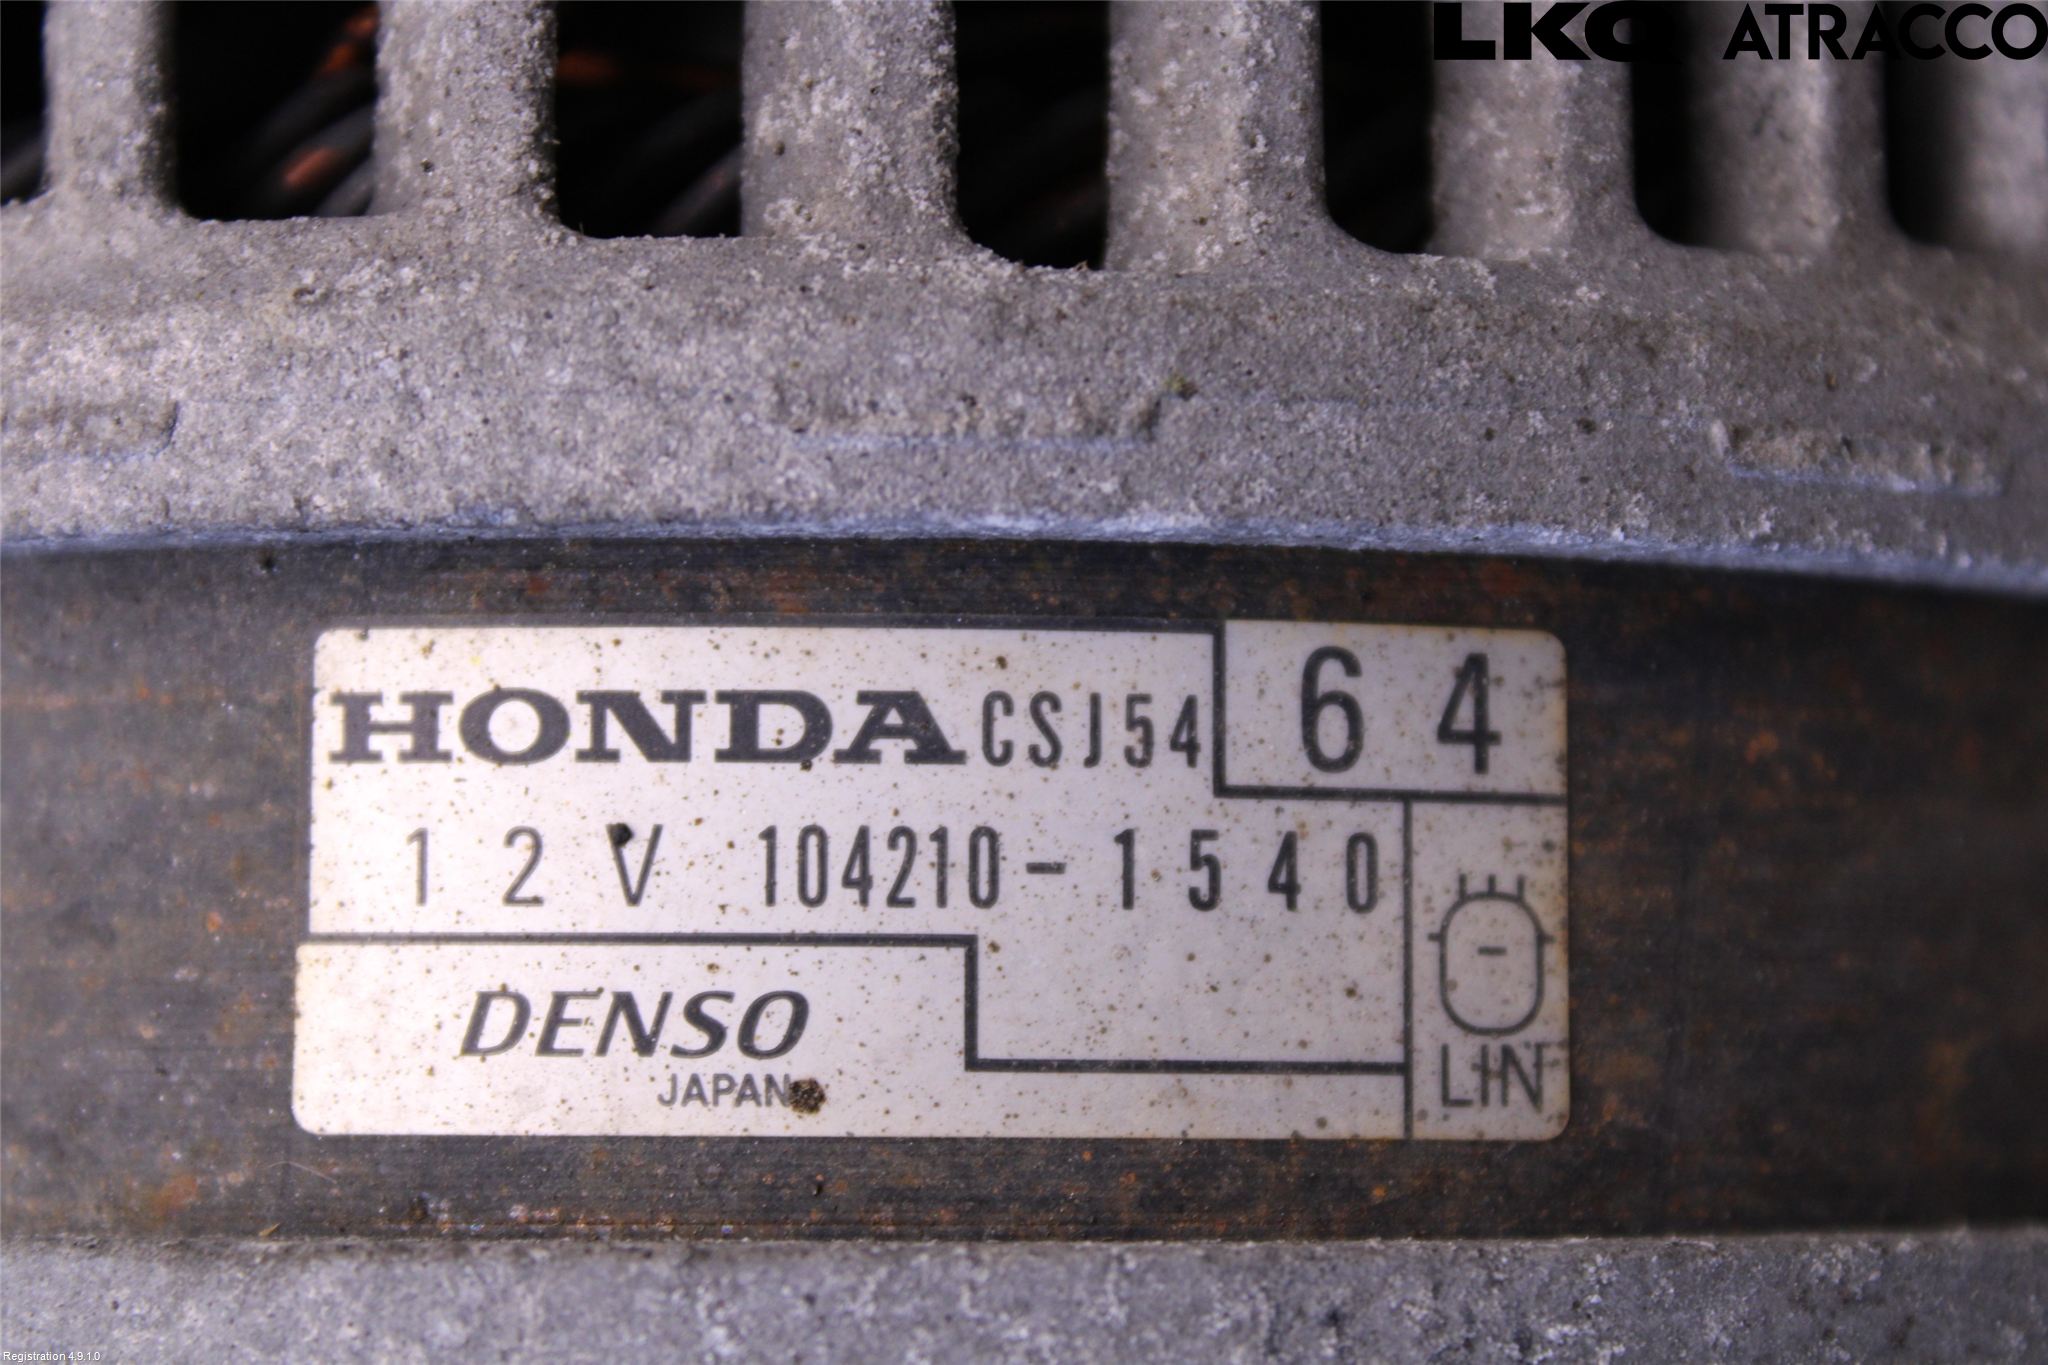 LKQ ATRACCO
HONDA CSJ54 64
12V 104210-1540
DENSO
JAPAN
LIN
Registration 4.9.1.0